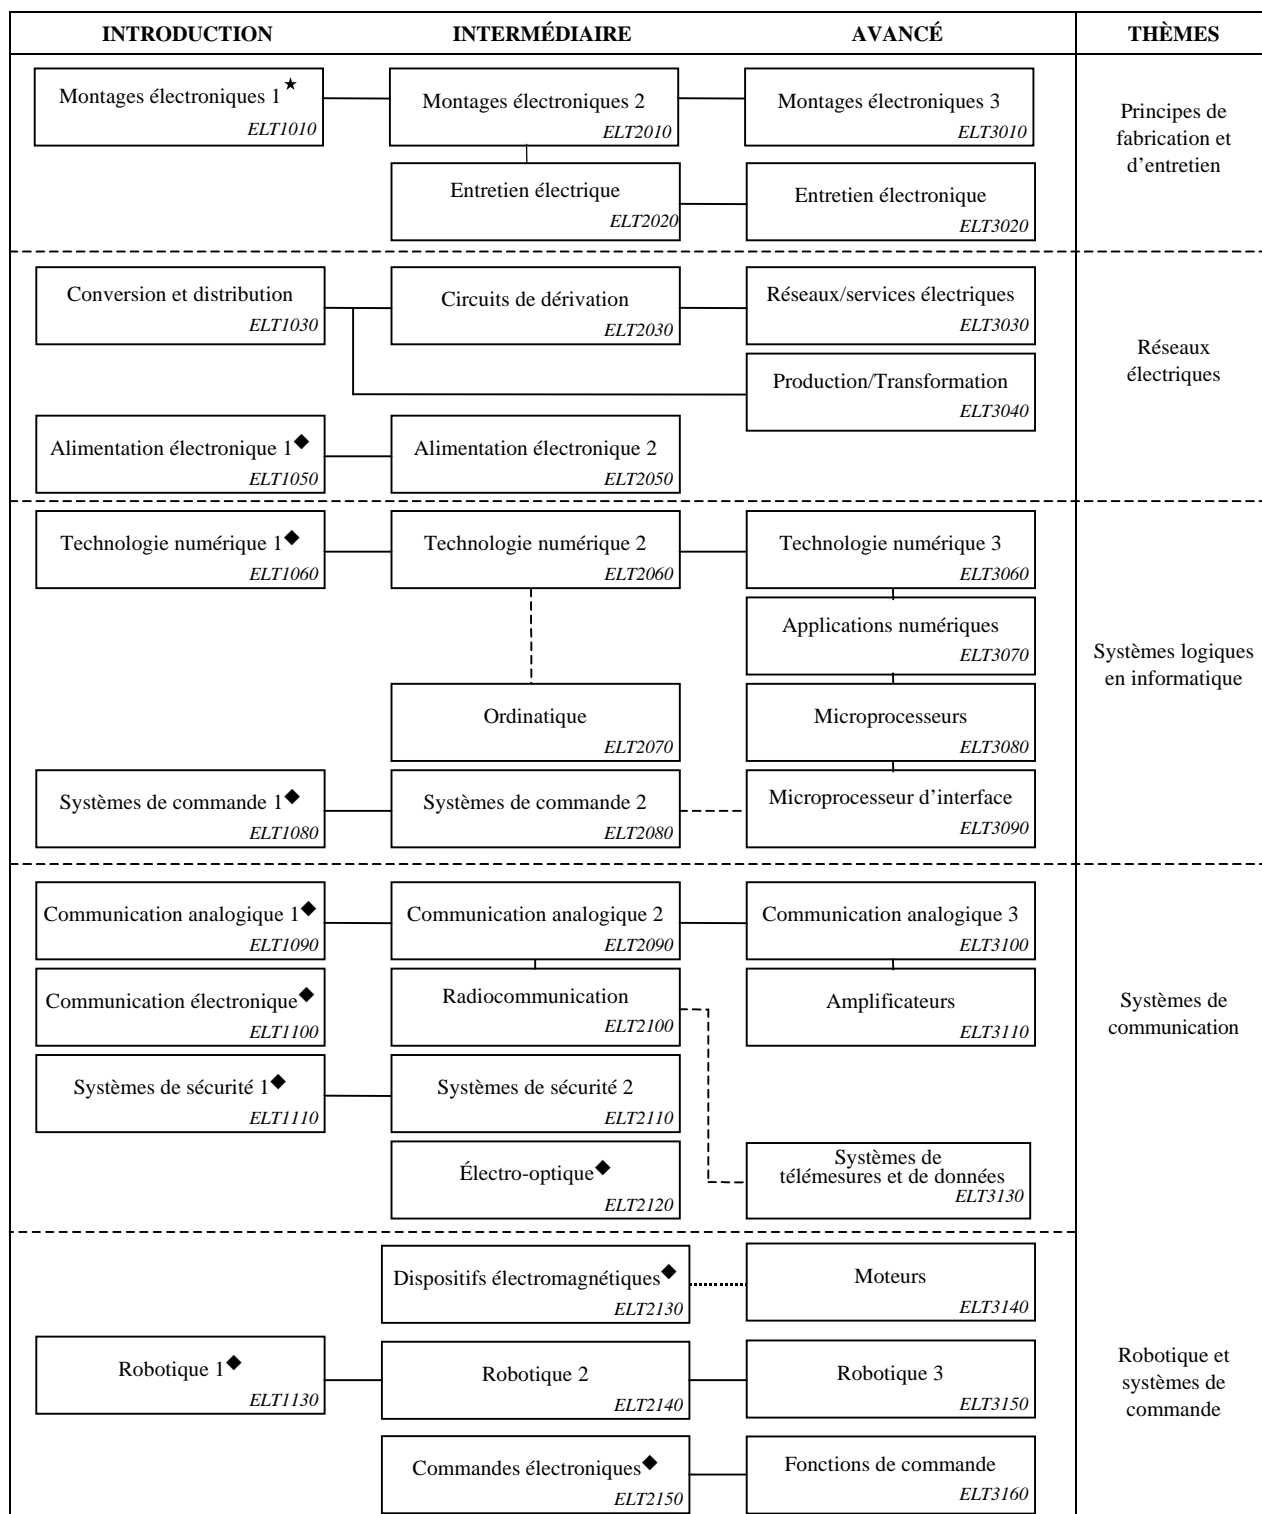 INTRODUCTION INTERMÉDIAIRE AVANCÉ THÈMES
Montages électroniques 1★
ELT1010
Montages électroniques 2
ELT2010
Montages électroniques 3
ELT3010
Principes de
fabrication et
d’entretien
Entretien électrique
ELT2020
Entretien électronique
ELT3020
Conversion et distribution
ELT1030
Circuits de dérivation
ELT2030
Réseaux/services électriques
ELT3030
Réseaux
électriques
Production/Transformation
ELT3040
Alimentation électronique 1◆
ELT1050
Alimentation électronique 2
ELT2050
Technologie numérique 1◆
ELT1060
Technologie numérique 2
ELT2060
Technologie numérique 3
ELT3060
Applications numériques
ELT3070
Systèmes logiques
en informatique
Ordinatique
ELT2070
Microprocesseurs
ELT3080
Systèmes de commande 1◆
ELT1080
Systèmes de commande 2
ELT2080
Microprocesseur d’interface
ELT3090
Communication analogique 1◆
ELT1090
Communication analogique 2
ELT2090
Communication analogique 3
ELT3100
Communication électronique◆
ELT1100
Radiocommunication
ELT2100
Amplificateurs
ELT3110
Systèmes de
communication
Systèmes de sécurité 1◆
ELT1110
Systèmes de sécurité 2
ELT2110
Électro-optique◆
ELT2120
Systèmes de
télémesures et de données
ELT3130
Dispositifs électromagnétiques◆
ELT2130
Moteurs
ELT3140
Robotique 1◆
ELT1130
Robotique 2
ELT2140
Robotique 3
ELT3150
Robotique et
systèmes de
commande
Commandes électroniques◆
ELT2150
Fonctions de commande
ELT3160